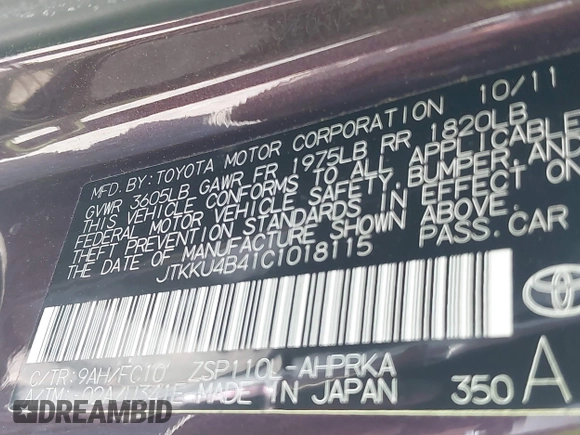 MFD.BY:TOYOTA MOTOR CORPORATION 10/11
GVWR 3605LB GAWR FR 1975LB RR 1820LB
THIS VEHICLE CONFORMS TO ALL APPLICABLE
FEDERAL MOTOR VEHICLE SAFETY, BUMPER, AND
THEFT PREVENTION STANDARDS IN EFFECT ON
THE DATE OF MANUFACTURE SHOWN ABOVE.
JTKKU4B41C1018115 PASS.CAR
C/TR:9AH/FC10 ZSP110L-AHPRKA
MADE IN JAPAN 350 A
DREAMBID